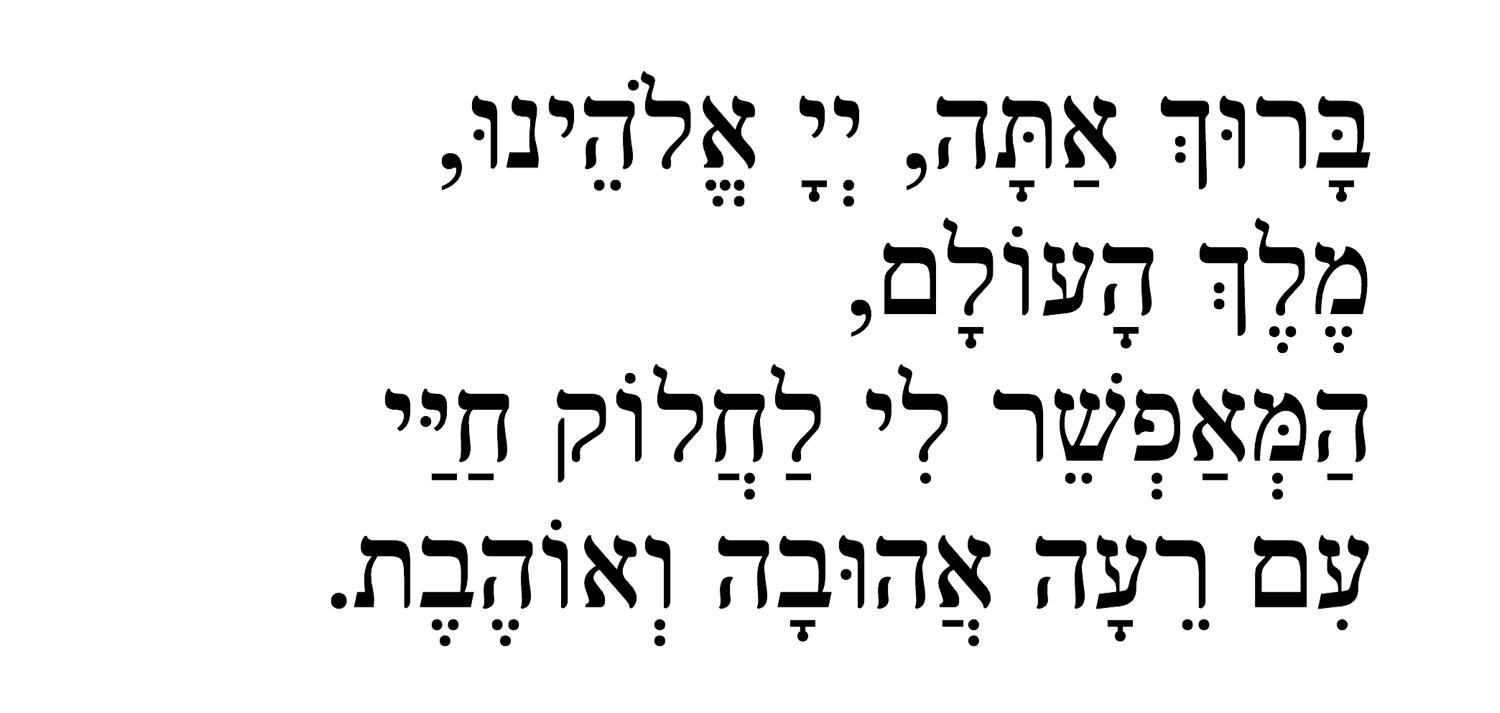 בָּרוּךְ אַתָּה, יְיָ אֱלֹהֵינוּ,
מֶלֶךְ הָעוֹלָם,
הַמְּאַפְשֵׁר לִי לַחֲלוֹק חַיַּי
עִם רֵעָה אֲהוּבָה וְאוֹהֶבֶת.